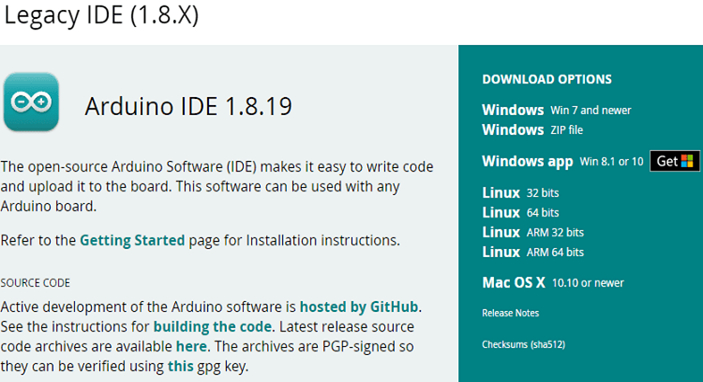 Legacy IDE (1.8.X)
Arduino IDE 1.8.19
The open-source Arduino Software (IDE) makes it easy to write code
and upload it to the board. This software can be used with any
Arduino board.
Refer to the Getting Started page for Installation instructions.
SOURCE CODE
Active development of the Arduino software is hosted by GitHub.
See the instructions for building the code. Latest release source
code archives are available here. The archives are PGP-signed so
they can be verified using this gpg key.
DOWNLOAD OPTIONS
Windows Win 7 and newer
Windows ZIP file
Windows app Win 8.1 or 10 Get
Linux 32 bits
Linux 64 bits
Linux ARM 32 bits
Linux ARM 64 bits
Mac OS X 10.10 or newer
Release Notes
Checksums (sha512)